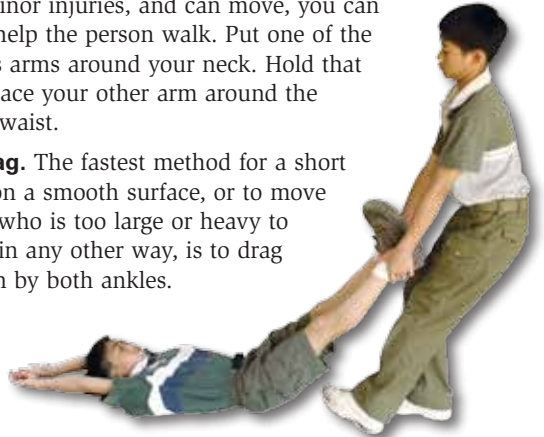 inor injuries, and can move, you can
help the person walk. Put one of the
s arms around your neck. Hold that
ace your other arm around the
waist.
ag. The fastest method for a short
on a smooth surface, or to move
who is too large or heavy to
in any other way, is to drag
n by both ankles.